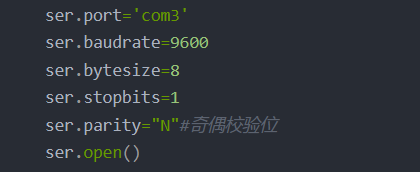 ser.port='com3'
ser.baudrate=9600
ser.bytesize=8
ser.stopbits=1
ser.parity="N"#奇偶校验位
ser.open()